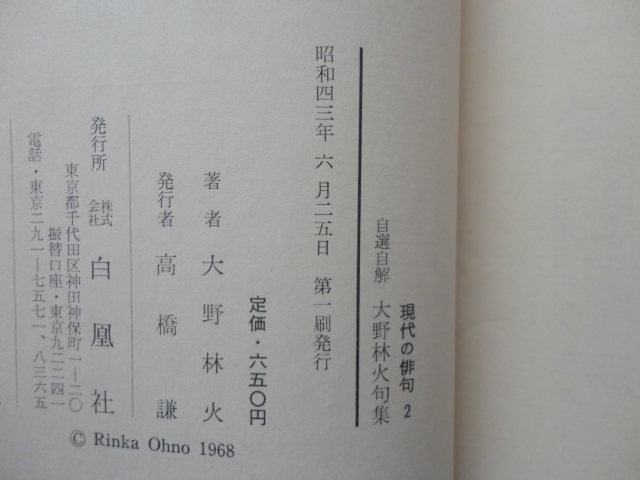 現代の俳句 2
自選自解 大野林火句集
昭和四三年 六 月二五日 第一刷発行
定価・六五〇円
著 者 大 野 林 火
発行者 高 橋 謙
発行所 株式会社 白 凰 社
東京都千代田区神田神保町一―二〇
振替口座・東京九二二四一
電話・東京二九一―七五七一、八三六五
© Rinka Ohno 1968